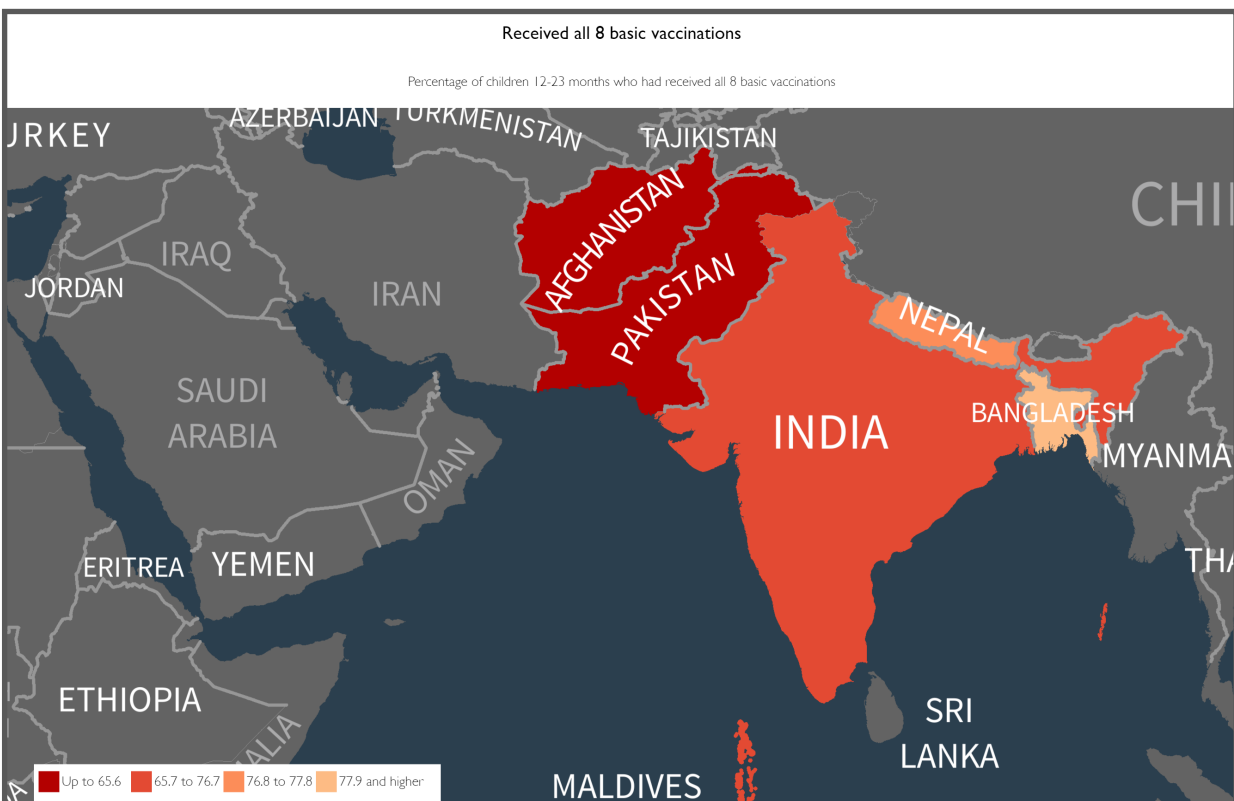 Received all 8 basic vaccinations
Percentage of children 12-23 months who had received all 8 basic vaccinations
AZERBAIJAN
TURKMENISTAN
URKEY
TAJIKISTAN
AFGHANISTAN
CHI
IRAQ
JORDAN
IRAN
PAKISTAN
NEPAL
SAUDI
ARABIA
BANGLADESH
INDIA
MYANMA
OMAN
ERITREA
YEMEN
THA
ETHIOPIA
SRI
LANKA
MALIA
MALDIVES
Up to 65.6
65.7 to 76.7
76.8 to 77.8
77.9 and higher